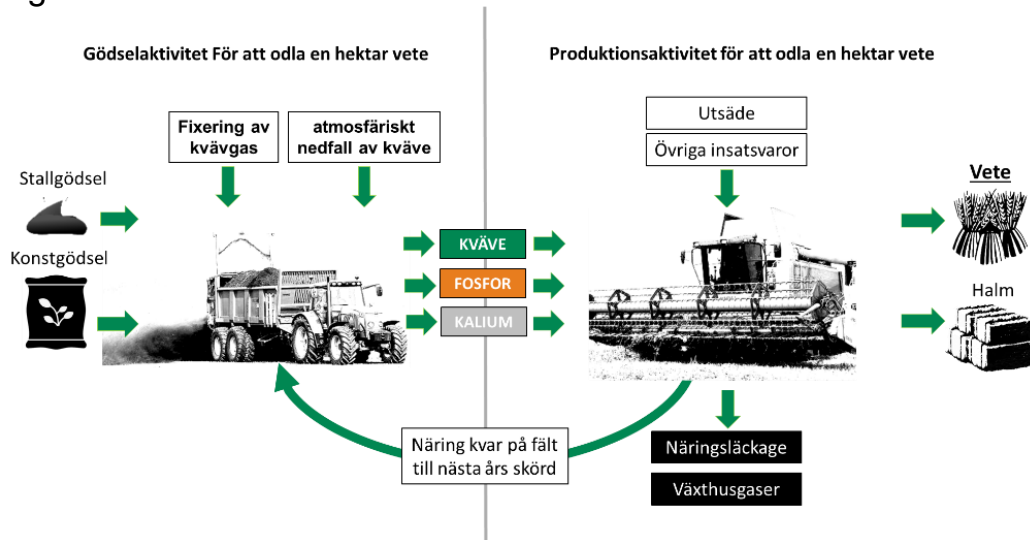 g
Gödselaktivitet För att odla en hektar vete
Produktionsaktivitet för att odla en hektar vete
Fixering av
kvävgas
atmosfäriskt
nedfall av kväve
Utsäde
Övriga insatsvaror
Stallgödsel
Konstgödsel
KVÄVE
FOSFOR
KALIUM
Vete
Halm
Näring kvar på fält
till nästa års skörd
Näringsläckage
Växthusgaser